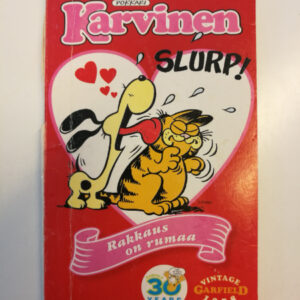 POKKARI
Karvinen
SLURP!
Rakkaus
on rumaa
30
YEARS
VINTAGE
GARFIELD